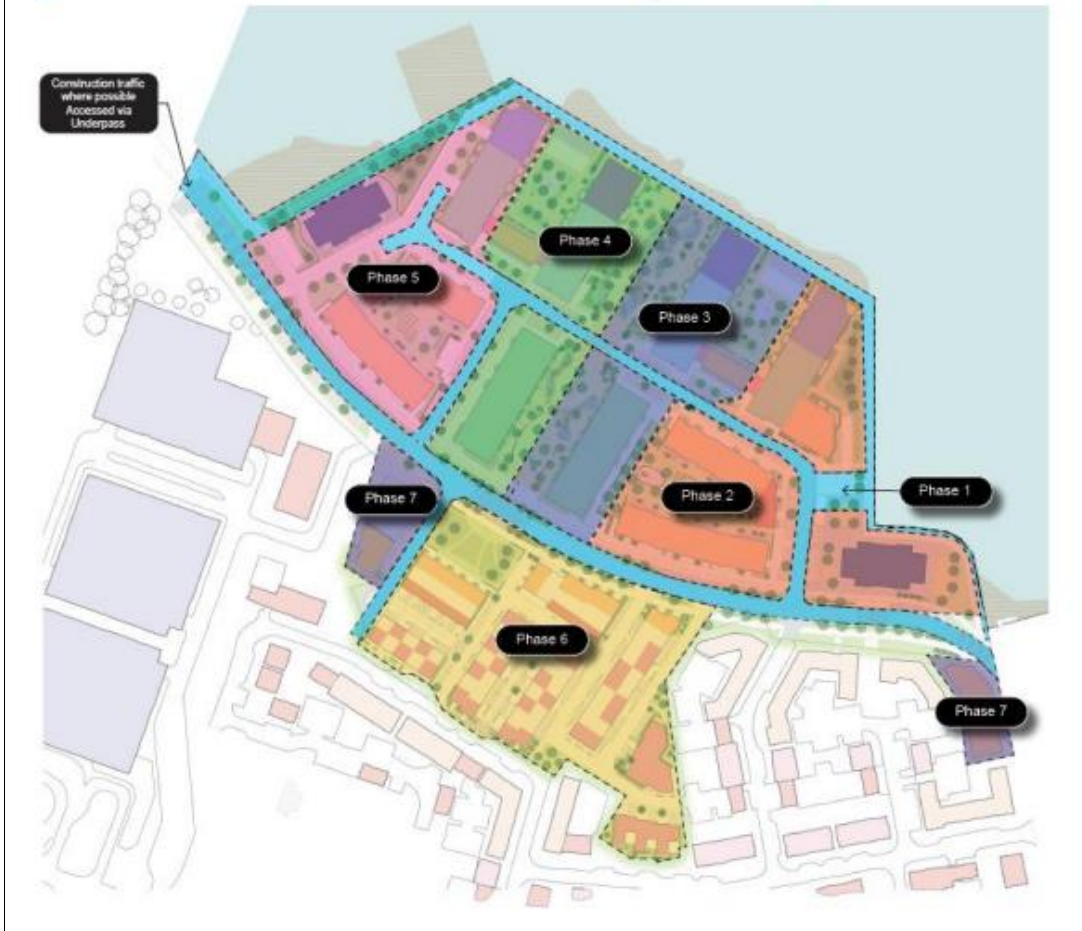 Construction traffic
where possible
Accessed via
Underpass
Phase 4
Phase 5
Phase 3
Phase 7
Phase 2
Phase 1
Phase 6
Phase 7